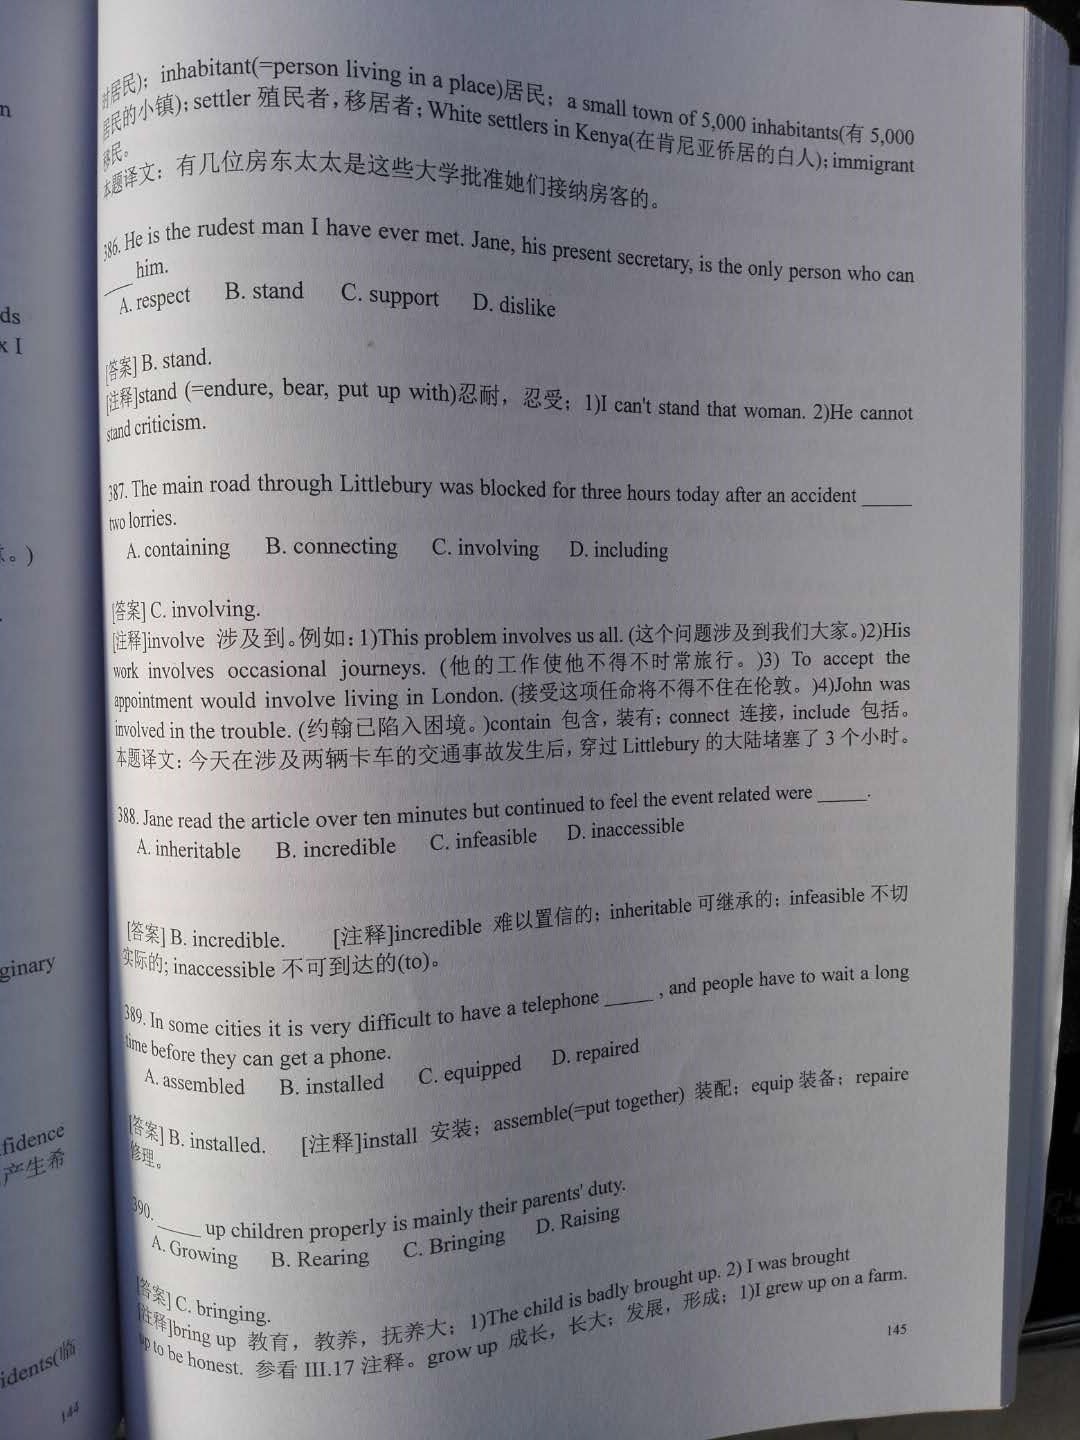 n
ds
x I
。)
ginary
fidence
产生希
idents(临
144
时居民); inhabitant(=person living in a place)居民; a small town of 5,000 inhabitants(有 5,000
居民的小镇); settler 殖民者,移居者; White settlers in Kenya(在肯尼亚侨居的白人); immigrant
移民。
本题译文: 有几位房东太太是这些大学批准她们接纳房客的。
386. He is the rudest man I have ever met. Jane, his present secretary, is the only person who can
____ him.
A. respect B. stand C. support D. dislike
[答案] B. stand.
[注释]stand (=endure, bear, put up with)忍耐, 忍受; 1)I can't stand that woman. 2)He cannot
stand criticism.
387. The main road through Littlebury was blocked for three hours today after an accident ____
two lorries.
A. containing B. connecting C. involving D. including
[答案] C. involving.
[注释]involve 涉及到。例如: 1)This problem involves us all. (这个问题涉及到我们大家。)2)His
work involves occasional journeys. (他的工作使他不得不时常旅行。)3) To accept the
appointment would involve living in London. (接受这项任命将不得不住在伦敦。)4)John was
involved in the trouble. (约翰已陷入困境。)contain 包含,装有; connect 连接, include 包括。
本题译文: 今天在涉及两辆卡车的交通事故发生后, 穿过 Littlebury 的大陆堵塞了 3 个小时。
388. Jane read the article over ten minutes but continued to feel the event related were ____.
A. inheritable B. incredible C. infeasible D. inaccessible
[答案] B. incredible. [注释]incredible 难以置信的; inheritable 可继承的; infeasible 不切
实际的; inaccessible 不可到达的(to)。
389. In some cities it is very difficult to have a telephone ____ , and people have to wait a long
time before they can get a phone.
A. assembled B. installed C. equipped D. repaired
[答案] B. installed. [注释]install 安装; assemble(=put together) 装配; equip 装备; repaire
修理。
390. ____ up children properly is mainly their parents' duty.
A. Growing B. Rearing C. Bringing D. Raising
[答案] C. bringing.
[注释]bring up 教育, 教养, 抚养大; 1)The child is badly brought up. 2) I was brought
up to be honest. 参看 III.17 注释。grow up 成长, 长大; 发展, 形成; 1)I grew up on a farm.
145